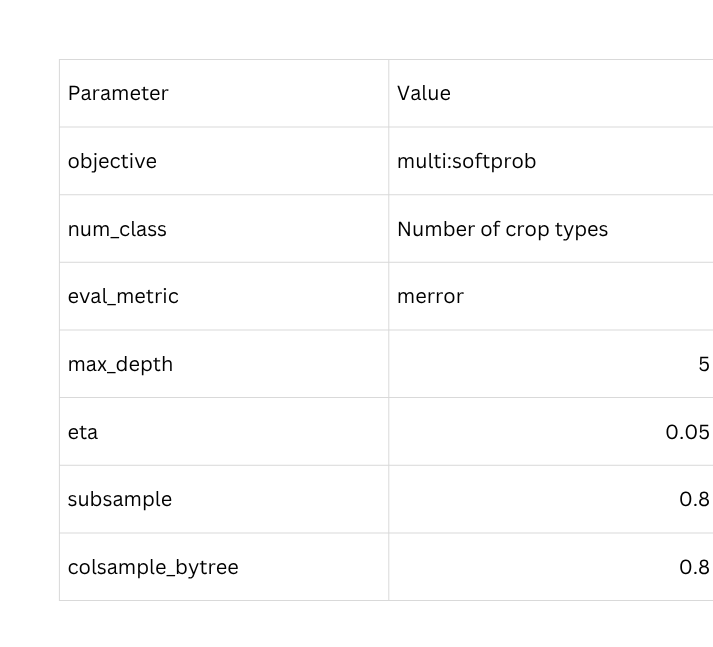 Parameter Value
objective multi:softprob
num_class Number of crop types
eval_metric merror
max_depth 5
eta 0.05
subsample 0.8
colsample_bytree 0.8